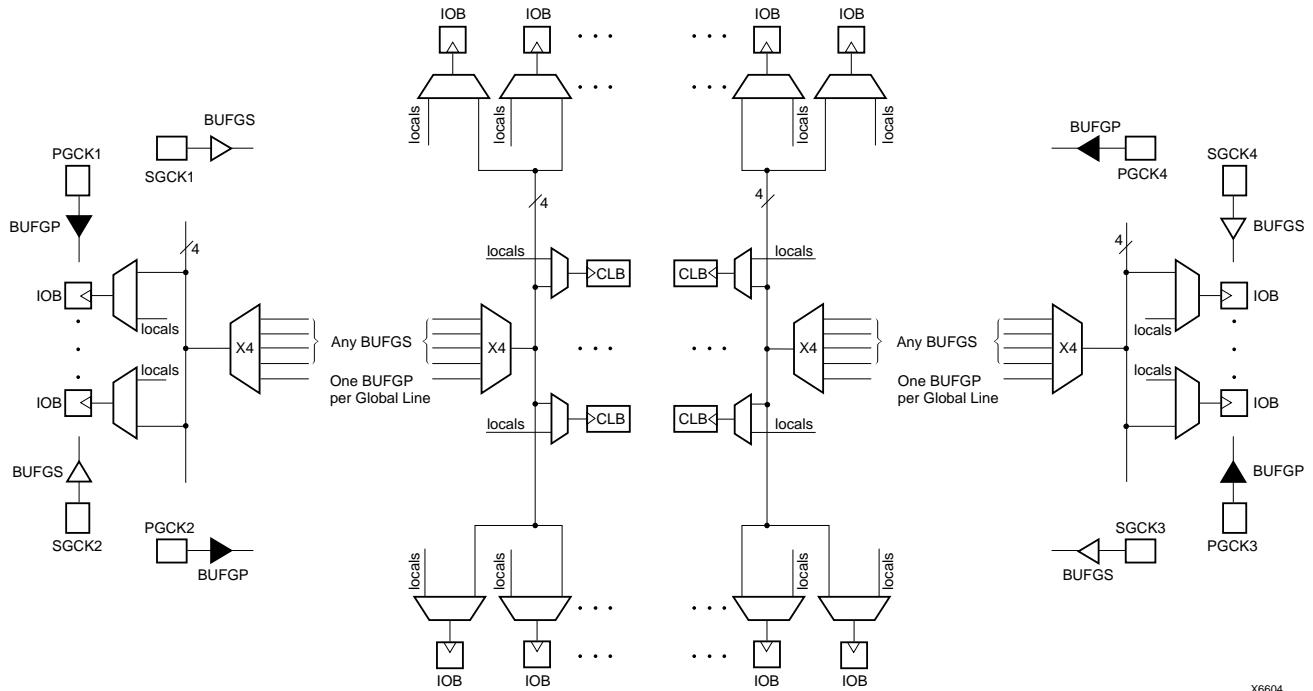 IOB
IOB
• • •
• • •
IOB
IOB
• • •
• • •
locals
locals
locals
locals
BUFGS
SGCK1
PGCK1
BUFGP
BUFGP
PGCK4
SGCK4
BUFGS
4
4
4
4
locals
CLB
CLB
locals
IOB
locals
IOB
locals
X4
Any BUFGS
X4
• • •
• • •
X4
Any BUFGS
X4
One BUFGP
per Global Line
One BUFGP
per Global Line
locals
IOB
locals
IOB
locals
CLB
CLB
locals
BUFGS
SGCK2
PGCK2
BUFGP
SGCK3
BUFGS
BUFGP
PGCK3
locals
locals
locals
locals
• • •
• • •
IOB
IOB
• • •
• • •
IOB
IOB
X6604